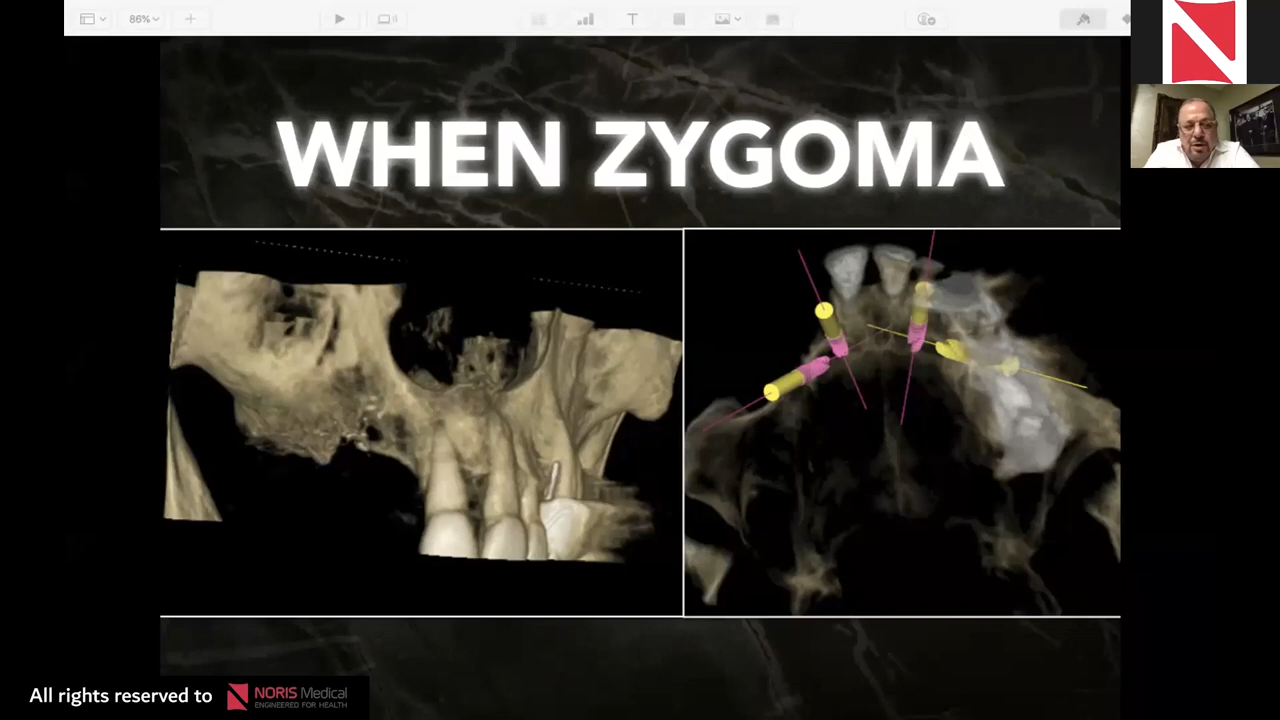 86%
WHEN ZYGOMA
All rights reserved to
NORIS Medical
ENGINEERED FOR HEALTH